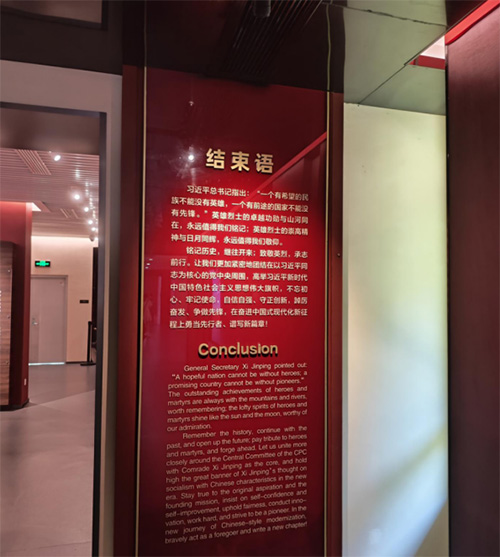 结束语
习近平总书记指出：“一个有希望的民
族不能没有英雄，一个有前途的国家不能没
有先锋。”英雄烈士的卓越功勋与山河同
在，永远值得我们铭记；英雄烈士的崇高精
神与日月同辉，永远值得我们敬仰。
铭记历史，继往开来；致敬英烈，承志
前行。让我们更加紧密地团结在以习近平同
志为核心的党中央周围，高举习近平新时代
中国特色社会主义思想伟大旗帜，不忘初
心、牢记使命，自信自强、守正创新，踔厉
奋发、争做先锋，在奋进中国式现代化新征
程上勇当先行者、谱写新篇章！
Conclusion
General Secretary Xi Jinping pointed out:
"A hopeful nation cannot be without heroes; a
promising country cannot be without pioneers."
The outstanding achievements of heroes and
martyrs are always with the mountains and rivers,
worth remembering; the lofty spirits of heroes and
martyrs shine like the sun and the moon, worthy of
our admiration.
Remember the history, continue with the
past, and open up the future; pay tribute to heroes
and martyrs, and forge ahead. Let us unite more
closely around the Central Committee of the CPC
with Comrade Xi Jinping as the core, and hold
high the great banner of Xi Jinping's thought on
socialism with Chinese characteristics in the new
era. Stay true to the original aspiration and the
founding mission, insist on self-confidence and
self-improvement, uphold fairness, conduct inno-
vation, work hard, and strive to be a pioneer. In the
new journey of Chinese-style modernization,
bravely act as a foregoer and write a new chapter!